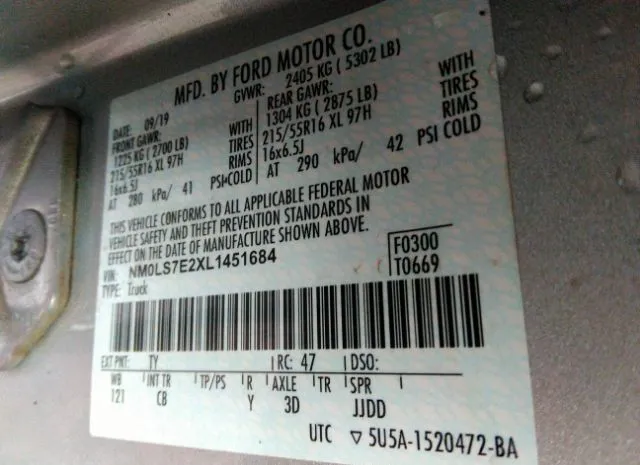 MFD. BY FORD MOTOR CO.
DATE: 09/19 GVWR: 2405 KG ( 5302 LB)
FRONT GAWR: REAR GAWR:
1225 KG ( 2700 LB) WITH 1304 KG ( 2875 LB) WITH
215/55R16 XL 97H TIRES 215/55R16 XL 97H TIRES
16x6.5J RIMS 16x6.5J RIMS
AT 280 kPa/ 41 PSI COLD AT 290 kPa/ 42 PSI COLD
THIS VEHICLE CONFORMS TO ALL APPLICABLE FEDERAL MOTOR
VEHICLE SAFETY AND THEFT PREVENTION STANDARDS IN
EFFECT ON THE DATE OF MANUFACTURE SHOWN ABOVE.
VIN: NM0LS7E2XL1451684 F0300
TYPE: Truck T0669
EXT PNT: TY RC: 47 DSO:
WB INT TR TP/PS R AXLE TR SPR
121 CB Y 3D JJDD
UTC ▽ 5U5A-1520472-BA